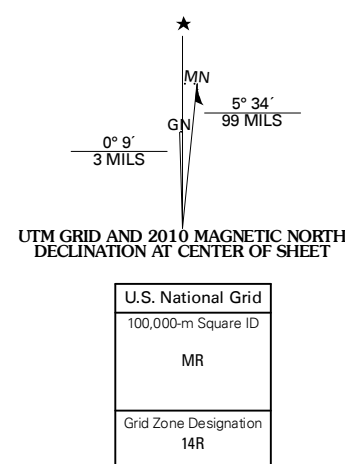 MN
5° 34´
99 MILS
GN
0° 9´
3 MILS
UTM GRID AND 2010 MAGNETIC NORTH
DECLINATION AT CENTER OF SHEET
U.S. National Grid
100,000-m Square ID
MR
Grid Zone Designation
14R